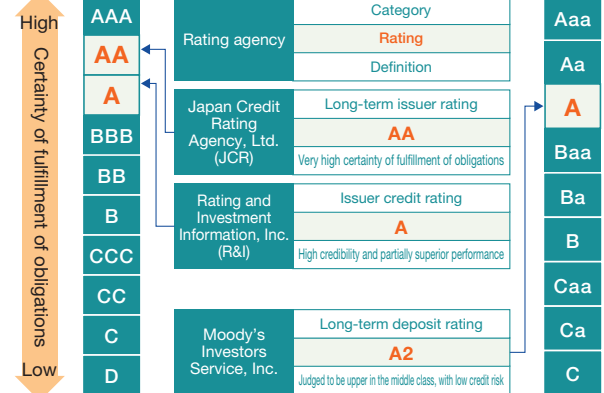 High
Certainty of fulfillment of obligations
Low
AAA
AA
A
BBB
BB
B
CCC
CC
C
D
Rating agency
Category
Rating
Definition
Japan Credit
Rating
Agency, Ltd.
(JCR)
Long-term issuer rating
AA
Very high certainty of fulfillment of obligations
Rating and
Investment
Information, Inc.
(R&I)
Issuer credit rating
A
High credibility and partially superior performance
Moody's
Investors
Service, Inc.
Long-term deposit rating
A2
Judged to be upper in the middle class, with low credit risk
Aaa
Aa
A
Baa
Ba
B
Caa
Ca
C